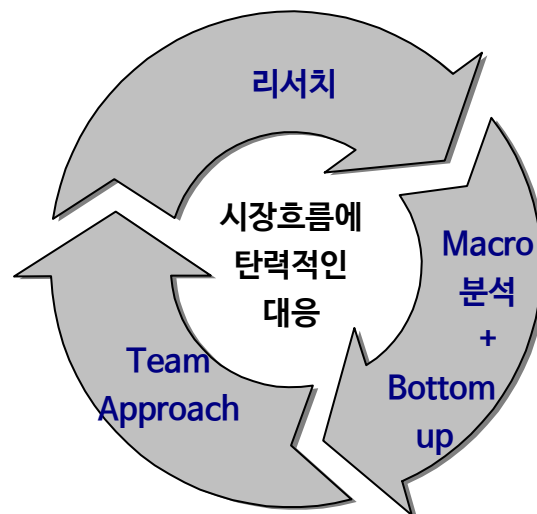 리서치
시장흐름에
탄력적인
대응
Macro
분석
+
Bottom
up
Team
Approach